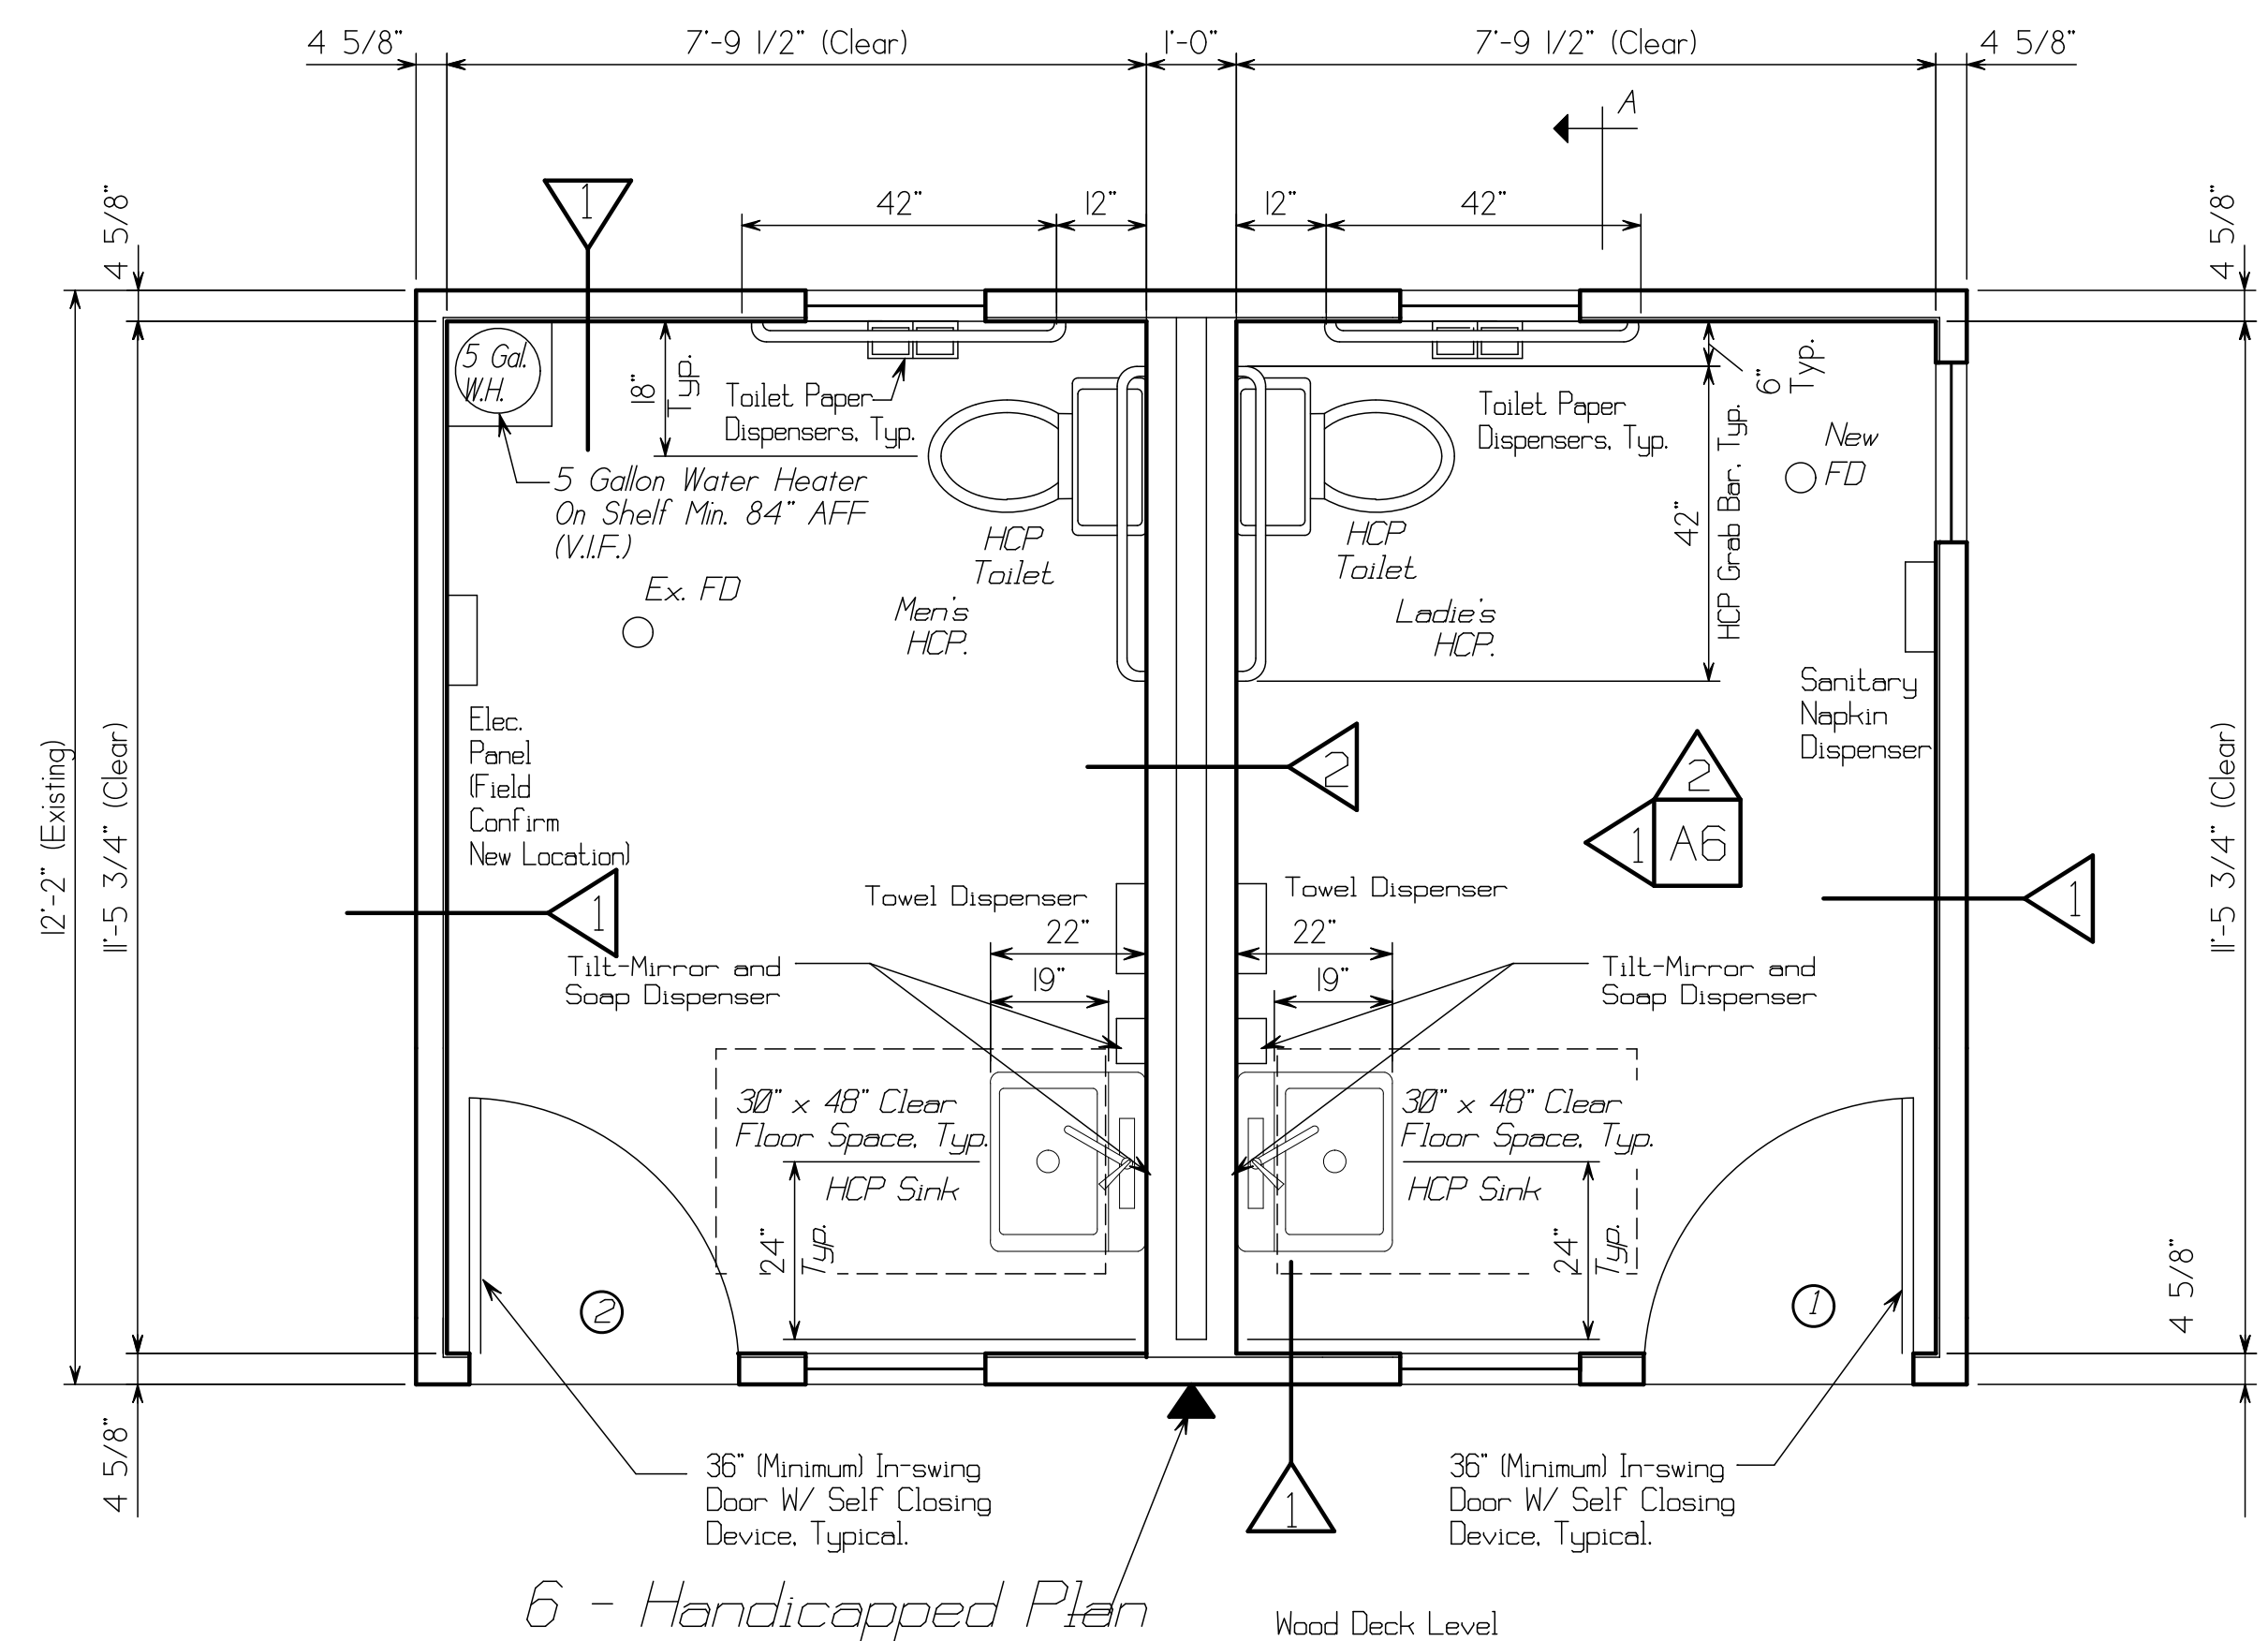 4 5/8"
7'-9 1/2" (Clear)
1'-0"
7'-9 1/2" (Clear)
4 5/8"
A
1
4 5/8"
42"
12"
12"
42"
4 5/8"
5 Gal.
W.H.
18"
Typ.
Toilet Paper
Dispensers, Typ.
Toilet Paper
Dispensers, Typ.
6"
Typ.
New
FD
5 Gallon Water Heater
On Shelf Min. 84" AFF
(V.I.F.)
HCP
Toilet
HCP
Toilet
42"
HCP Grab Bar, Typ.
Ex. FD
Men's
HCP.
Ladie's
HCP.
Elec.
Panel
(Field
Confirm
New Location)
Sanitary
Napkin
Dispenser
12'-2" (Existing)
11'-5 3/4" (Clear)
2
2
1
A6
11'-5 3/4" (Clear)
1
1
Towel Dispenser
Towel Dispenser
22"
22"
Tilt-Mirror and
Soap Dispenser
19"
19"
Tilt-Mirror and
Soap Dispenser
30" x 48" Clear
Floor Space, Typ.
30" x 48" Clear
Floor Space, Typ.
HCP Sink
HCP Sink
24"
Typ.
24"
Typ.
2
1
4 5/8"
4 5/8"
36" (Minimum) In-swing
Door W/ Self Closing
Device, Typical.
1
36" (Minimum) In-swing
Door W/ Self Closing
Device, Typical.
6 - Handicapped Plan
Wood Deck Level